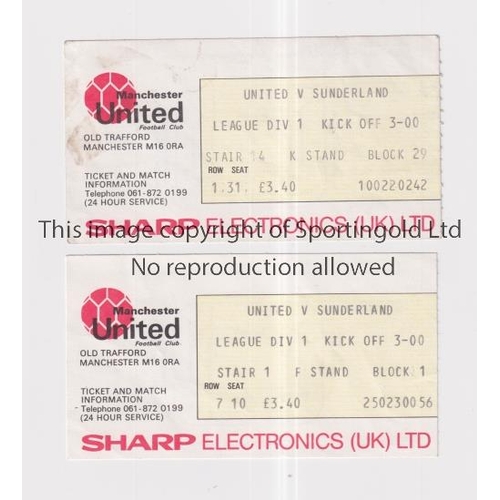 Manchester
United
Football Club
OLD TRAFFORD
MANCHESTER M16 0RA
TICKET AND MATCH
INFORMATION
Telephone 061-872 0199
(24 HOUR SERVICE)
UNITED V SUNDERLAND
LEAGUE DIV 1 KICK OFF 3-00
STAIR 14 K STAND BLOCK 29
ROW SEAT
1.31. £3.40 100220242
SHARP ELECTRONICS (UK) LTD
This image copyright of Sportingold Ltd
No reproduction allowed
Manchester
United
Football Club
OLD TRAFFORD
MANCHESTER M16 0RA
TICKET AND MATCH
INFORMATION
Telephone 061-872 0199
(24 HOUR SERVICE)
UNITED V SUNDERLAND
LEAGUE DIV 1 KICK OFF 3-00
STAIR 1 F STAND BLOCK 1
ROW SEAT
7 10 £3.40 250230056
SHARP ELECTRONICS (UK) LTD